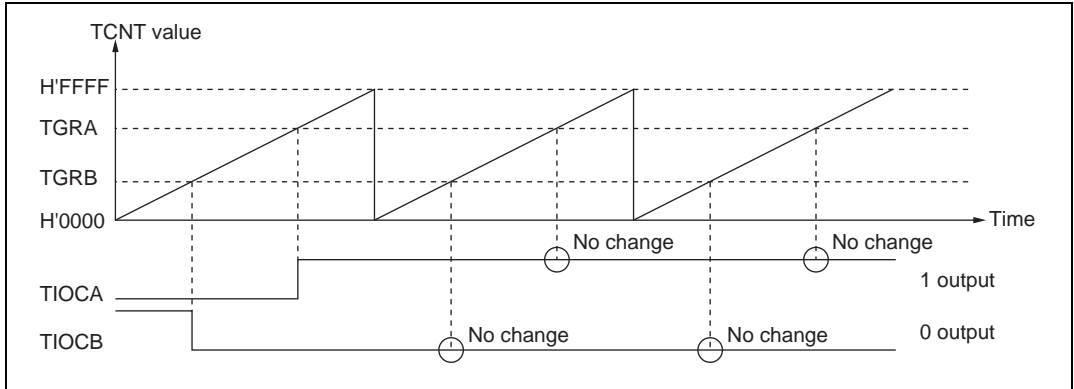 TCNT value
H'FFFF
TGRA
TGRB
H'0000
Time
No change
No change
1 output
TIOCA
No change
No change
0 output
TIOCB